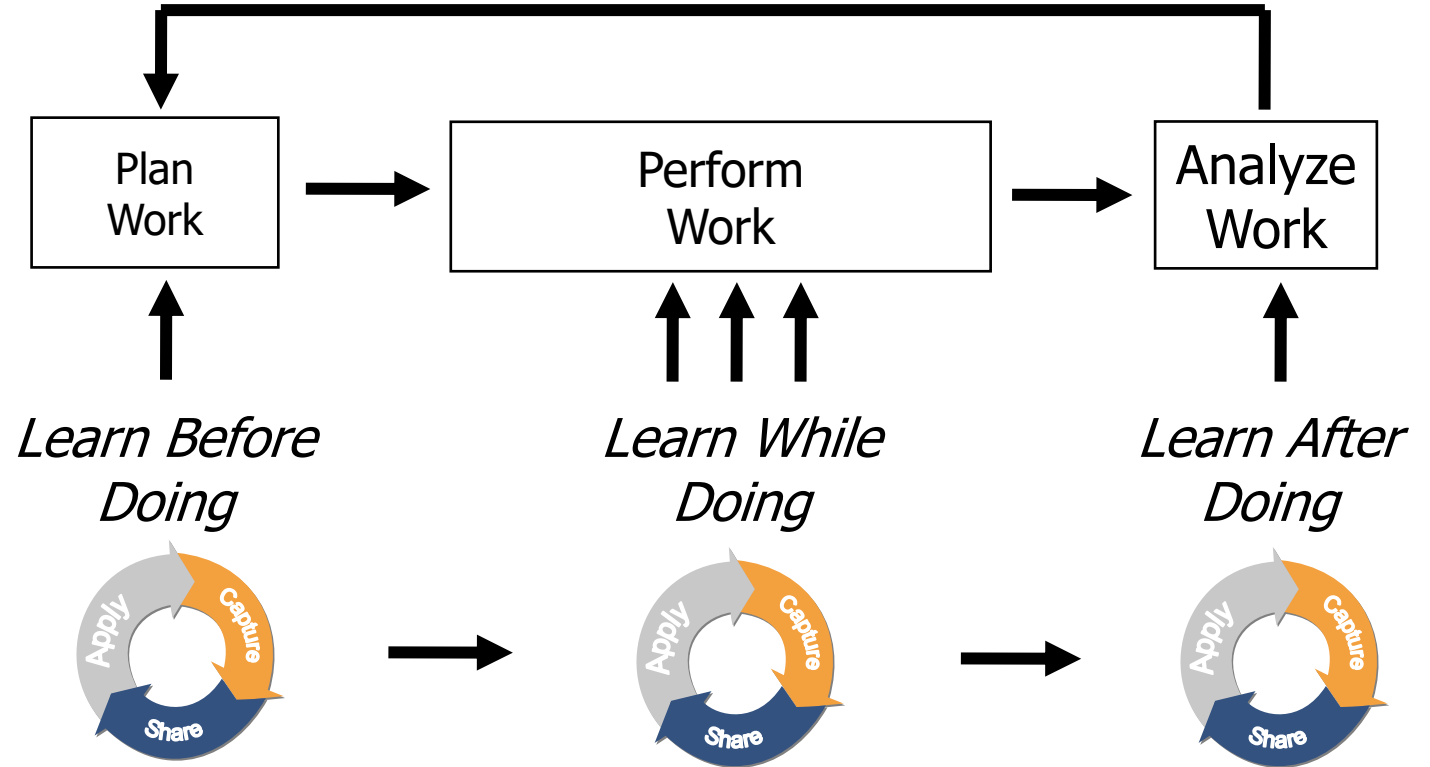 Plan
Work
Perform
Work
Analyze
Work
Learn Before
Doing
Learn While
Doing
Learn After
Doing
Apply
Capture
Share
Apply
Capture
Share
Apply
Capture
Share